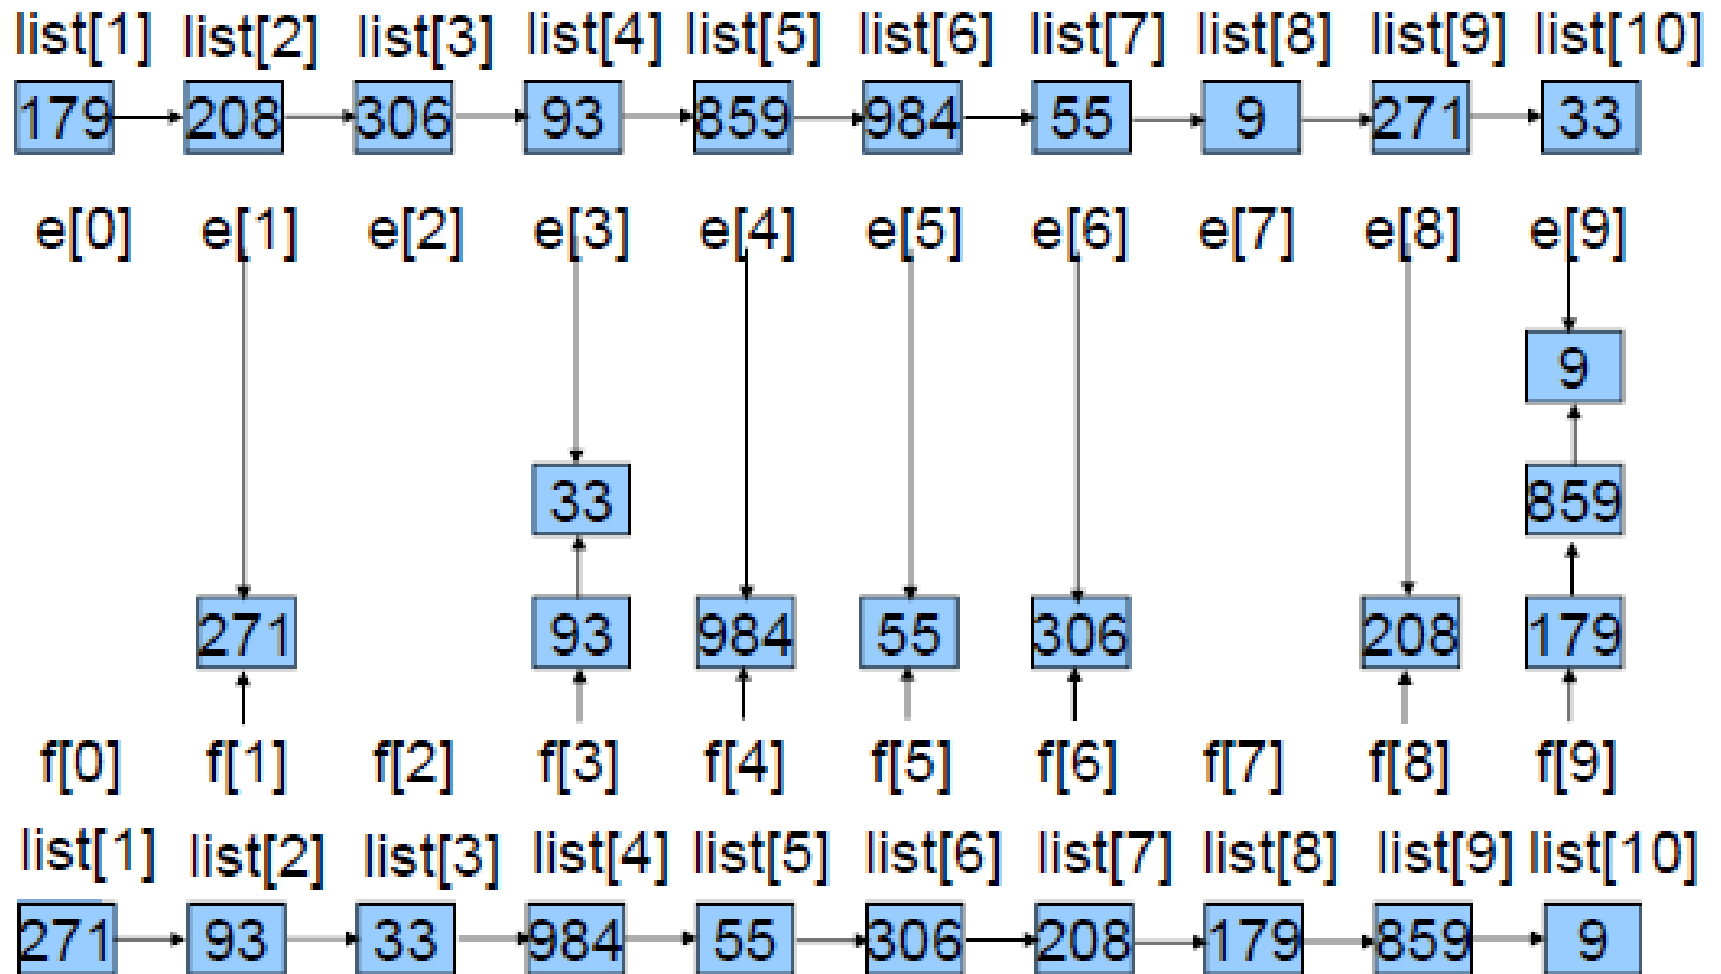 list[1] list[2] list[3] list[4] list[5] list[6] list[7] list[8] list[9] list[10]
179 208 306 93 859 984 55 9 271 33
e[0] e[1] e[2] e[3] e[4] e[5] e[6] e[7] e[8] e[9]
9
33 859
271 93 984 55 306 208 179
f[0] f[1] f[2] f[3] f[4] f[5] f[6] f[7] f[8] f[9]
list[1] list[2] list[3] list[4] list[5] list[6] list[7] list[8] list[9] list[10]
271 93 33 984 55 306 208 179 859 9